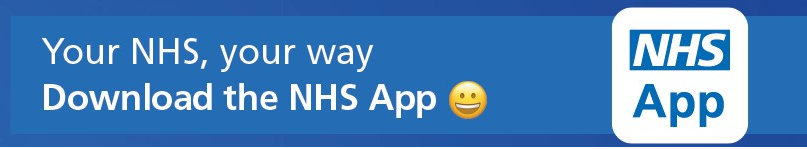 Your NHS, your way
Download the NHS App 😀
NHS
App